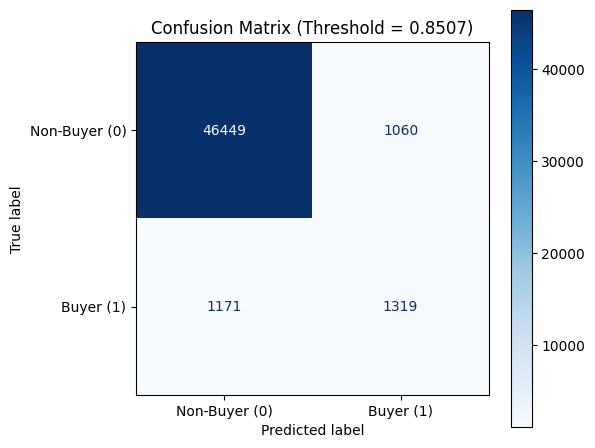 Confusion Matrix (Threshold = 0.8507)
True label
Non-Buyer (0)
46449
1060
Buyer (1)
1171
1319
Non-Buyer (0)
Buyer (1)
Predicted label
40000
30000
20000
10000